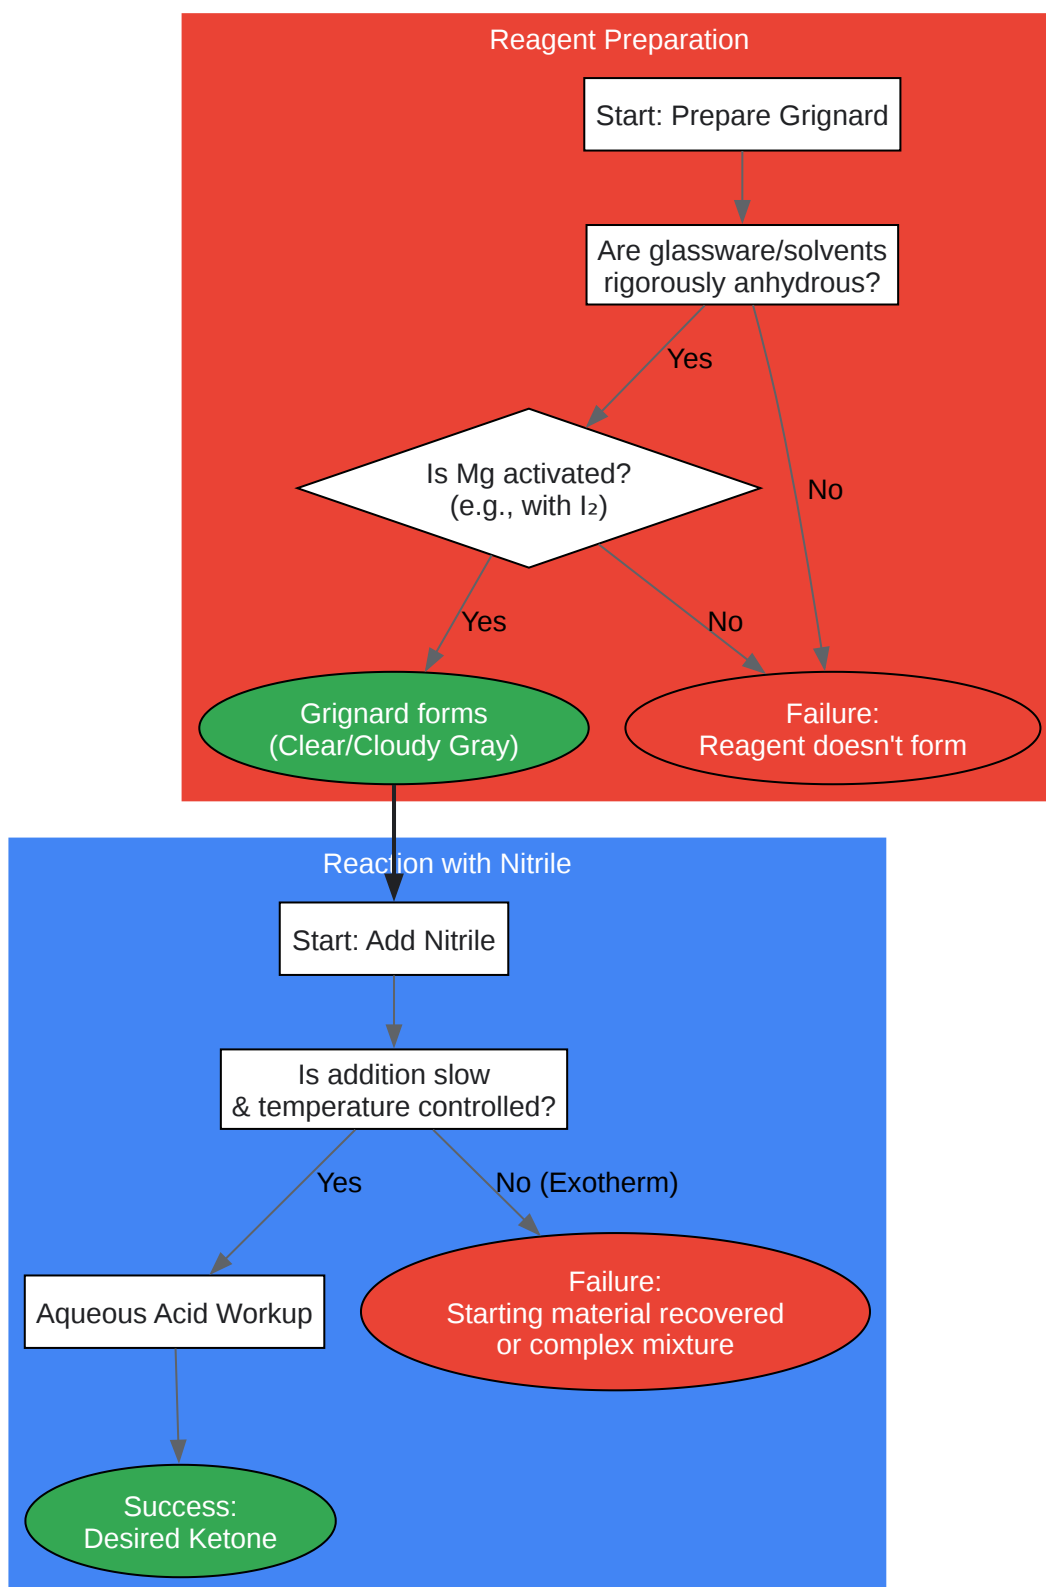 Reagent Preparation
Start: Prepare Grignard
Are glassware/solvents
rigorously anhydrous?
Yes
Is Mg activated?
(e.g., with I₂)
No
Yes
No
Grignard forms
(Clear/Cloudy Gray)
Failure:
Reagent doesn't form
Reaction with Nitrile
Start: Add Nitrile
Is addition slow
& temperature controlled?
Yes
No (Exotherm)
Aqueous Acid Workup
Failure:
Starting material recovered
or complex mixture
Success:
Desired Ketone